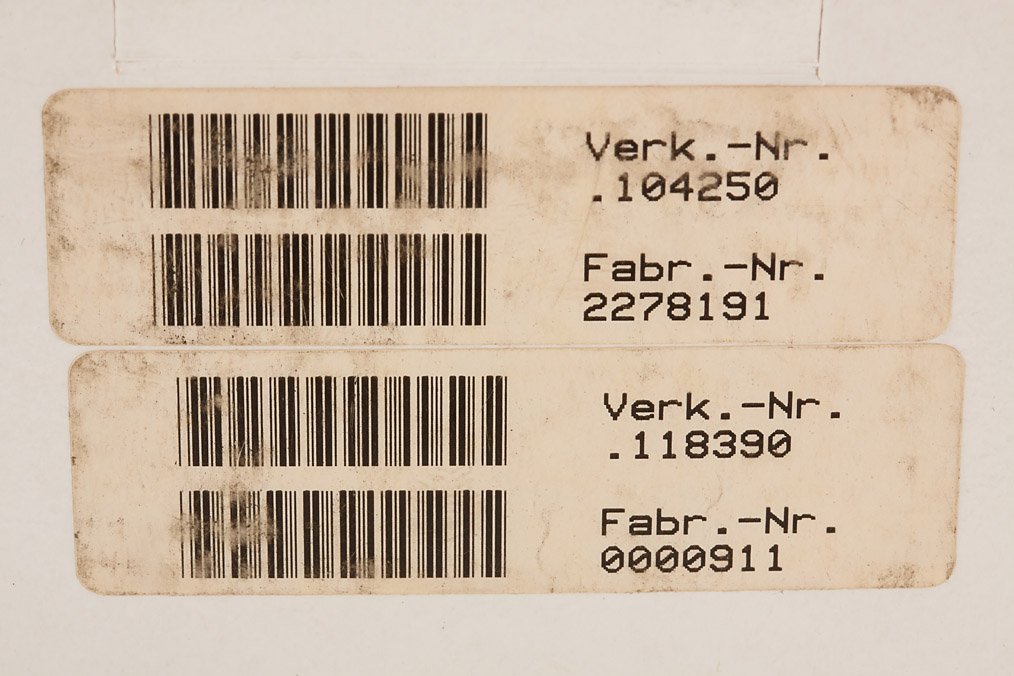 Verk.-Nr.
.104250
Fabr.-Nr.
2278191
Verk.-Nr.
.118390
Fabr.-Nr.
0000911